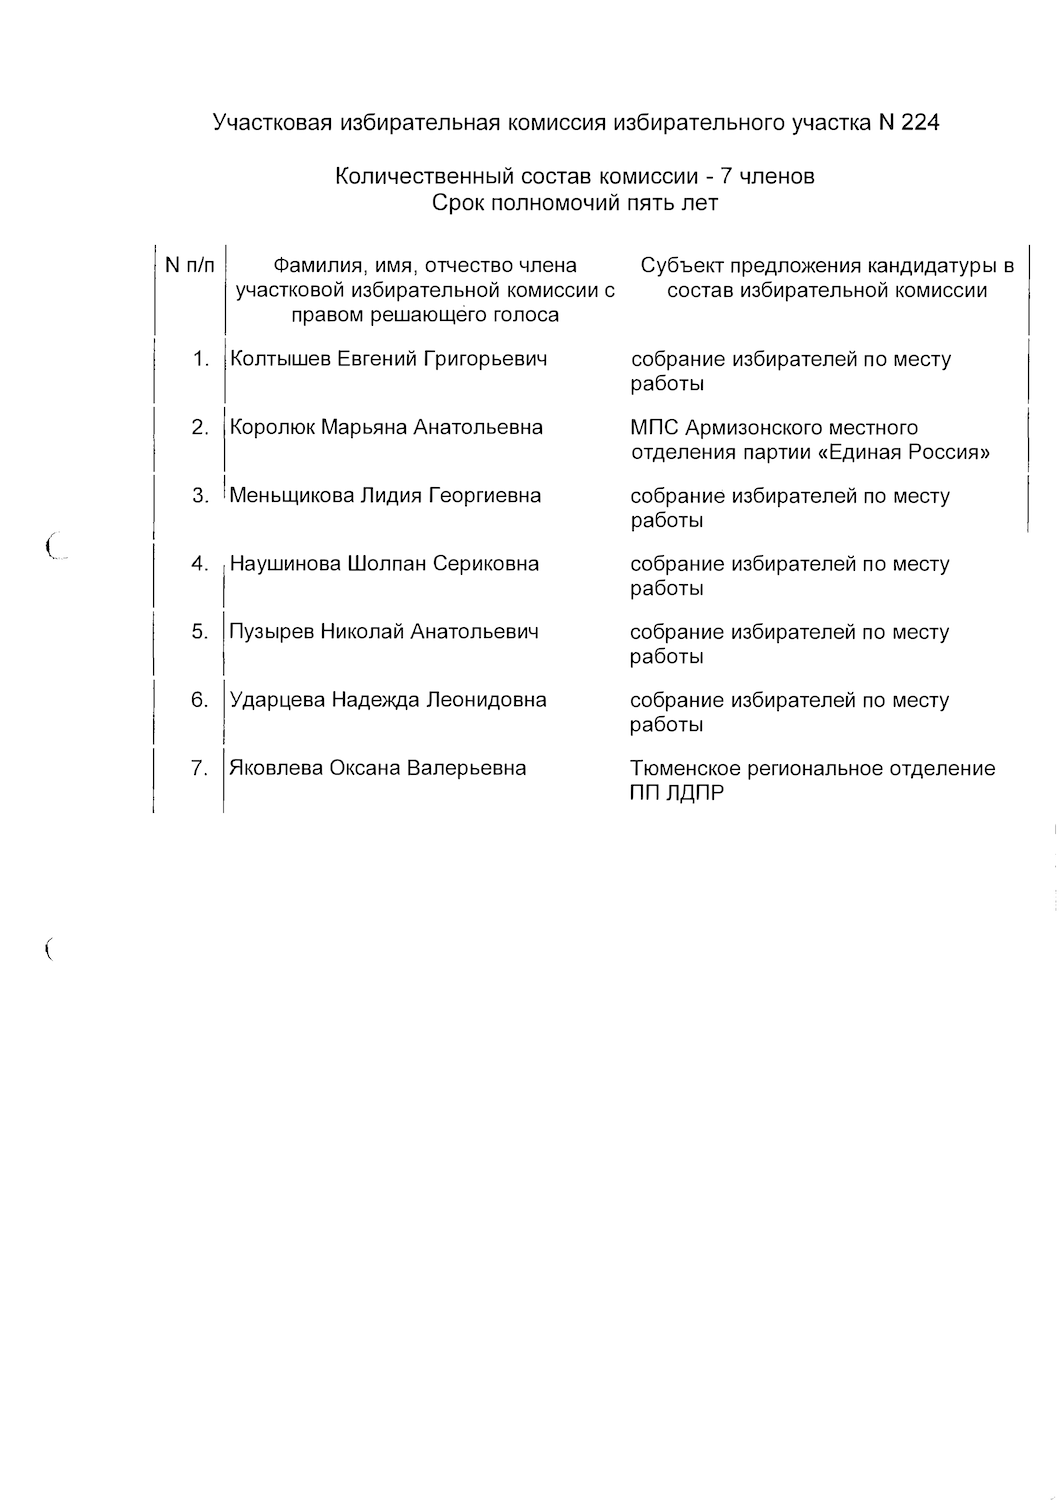 Участковая избирательная комиссия избирательного участка N 224
Количественный состав комиссии - 7 членов
Срок полномочий пять лет
N п/п
Фамилия, имя, отчество члена
участковой избирательной комиссии с
правом решающего голоса
Субъект предложения кандидатуры в
состав избирательной комиссии
1. Колтышев Евгений Григорьевич собрание избирателей по месту
работы
2. Королюк Марьяна Анатольевна МПС Армизонского местного
отделения партии «Единая Россия»
3. Меньщикова Лидия Георгиевна собрание избирателей по месту
работы
4. Наушинова Шолпан Сериковна собрание избирателей по месту
работы
5. Пузырев Николай Анатольевич собрание избирателей по месту
работы
6. Ударцева Надежда Леонидовна собрание избирателей по месту
работы
7. Яковлева Оксана Валерьевна Тюменское региональное отделение
ПП ЛДПР